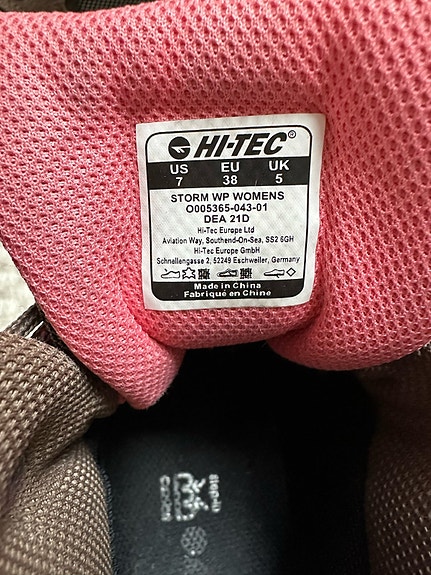 HI-TEC®
US EU UK
7 38 5
STORM WP WOMENS
O005365-043-01
DEA 21D
Hi-Tec Europe Ltd
Aviation Way, Southend-On-Sea, SS2 6GH
Hi-Tec Europe GmbH
Schnellengasse 2, 52249 Eschweiler, Germany
Made in China
Fabriqué en Chine